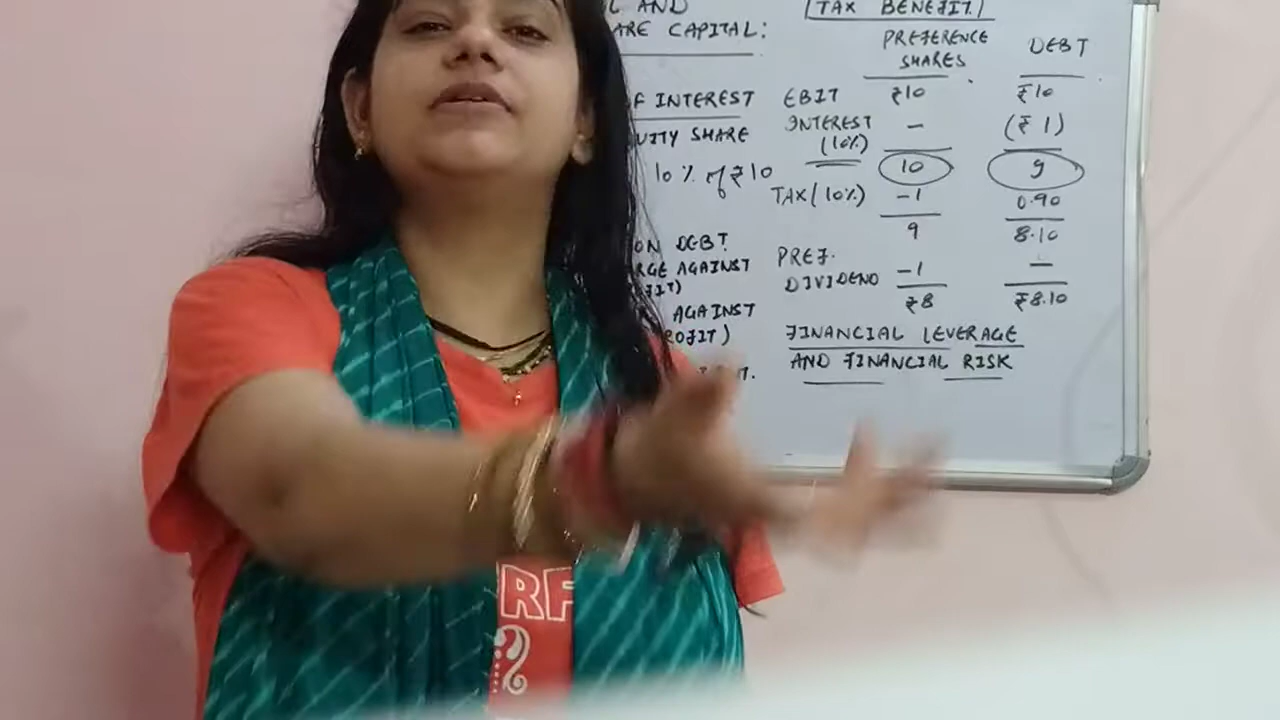 AND
ARE CAPITAL:
F INTEREST
UITY SHARE
10% of ₹10
ON DEBT
RGE AGAINST
FIT)
AGAINST
ROFIT)
TAX BENEFIT/
PREFERENCE SHARES DEBT
EBIT ₹10 ₹10
INTEREST (10%) – (₹1)
10 9
TAX(10%) –1 0.90
9 8.10
PREF. DIVIDEND –1 –
₹8 ₹8.10
FINANCIAL LEVERAGE
AND FINANCIAL RISK
RF